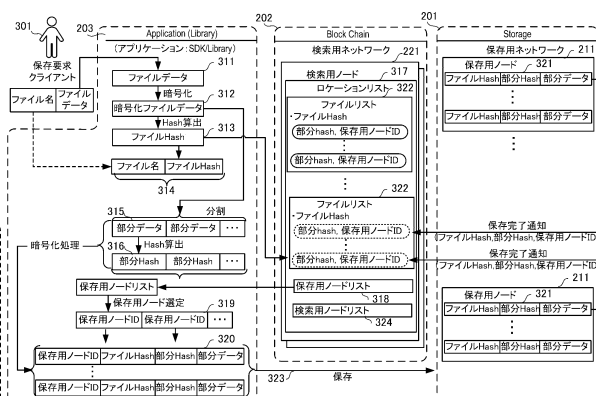 301
保存要求
クライアント
ファイル名
ファイルデータ
203
Application (Library)
(アプリケーション:SDK/Library)
ファイルデータ
311
暗号化
暗号化ファイルデータ
312
Hash算出
ファイルHash
313
ファイル名
ファイルHash
314
315
分割
部分データ
部分データ
…
暗号化処理
316
Hash算出
部分Hash
部分Hash
…
保存用ノードリスト
保存用ノード選定
319
保存用ノードID
保存用ノードID
…
320
保存用ノードID
ファイルHash
部分Hash
部分データ
保存用ノードID
ファイルHash
部分Hash
部分データ
202
Block Chain
検索用ネットワーク
221
検索用ノード
317
ロケーションリスト
322
ファイルリスト
・ファイルHash
部分hash, 保存用ノードID
部分hash, 保存用ノードID
322
ファイルリスト
・ファイルHash
部分hash, 保存用ノードID
部分hash, 保存用ノードID
保存用ノードリスト
318
検索用ノードリスト
324
323
保存
201
Storage
保存用ネットワーク
211
保存用ノード
321
ファイルHash
部分Hash
部分データ
ファイルHash
部分Hash
部分データ
保存完了通知
(ファイルHash,部分Hash,保存用ノードID
保存完了通知
(ファイルHash,部分Hash,保存用ノードID
211
保存用ノード
321
ファイルHash
部分Hash
部分データ
ファイルHash
部分Hash
部分データ